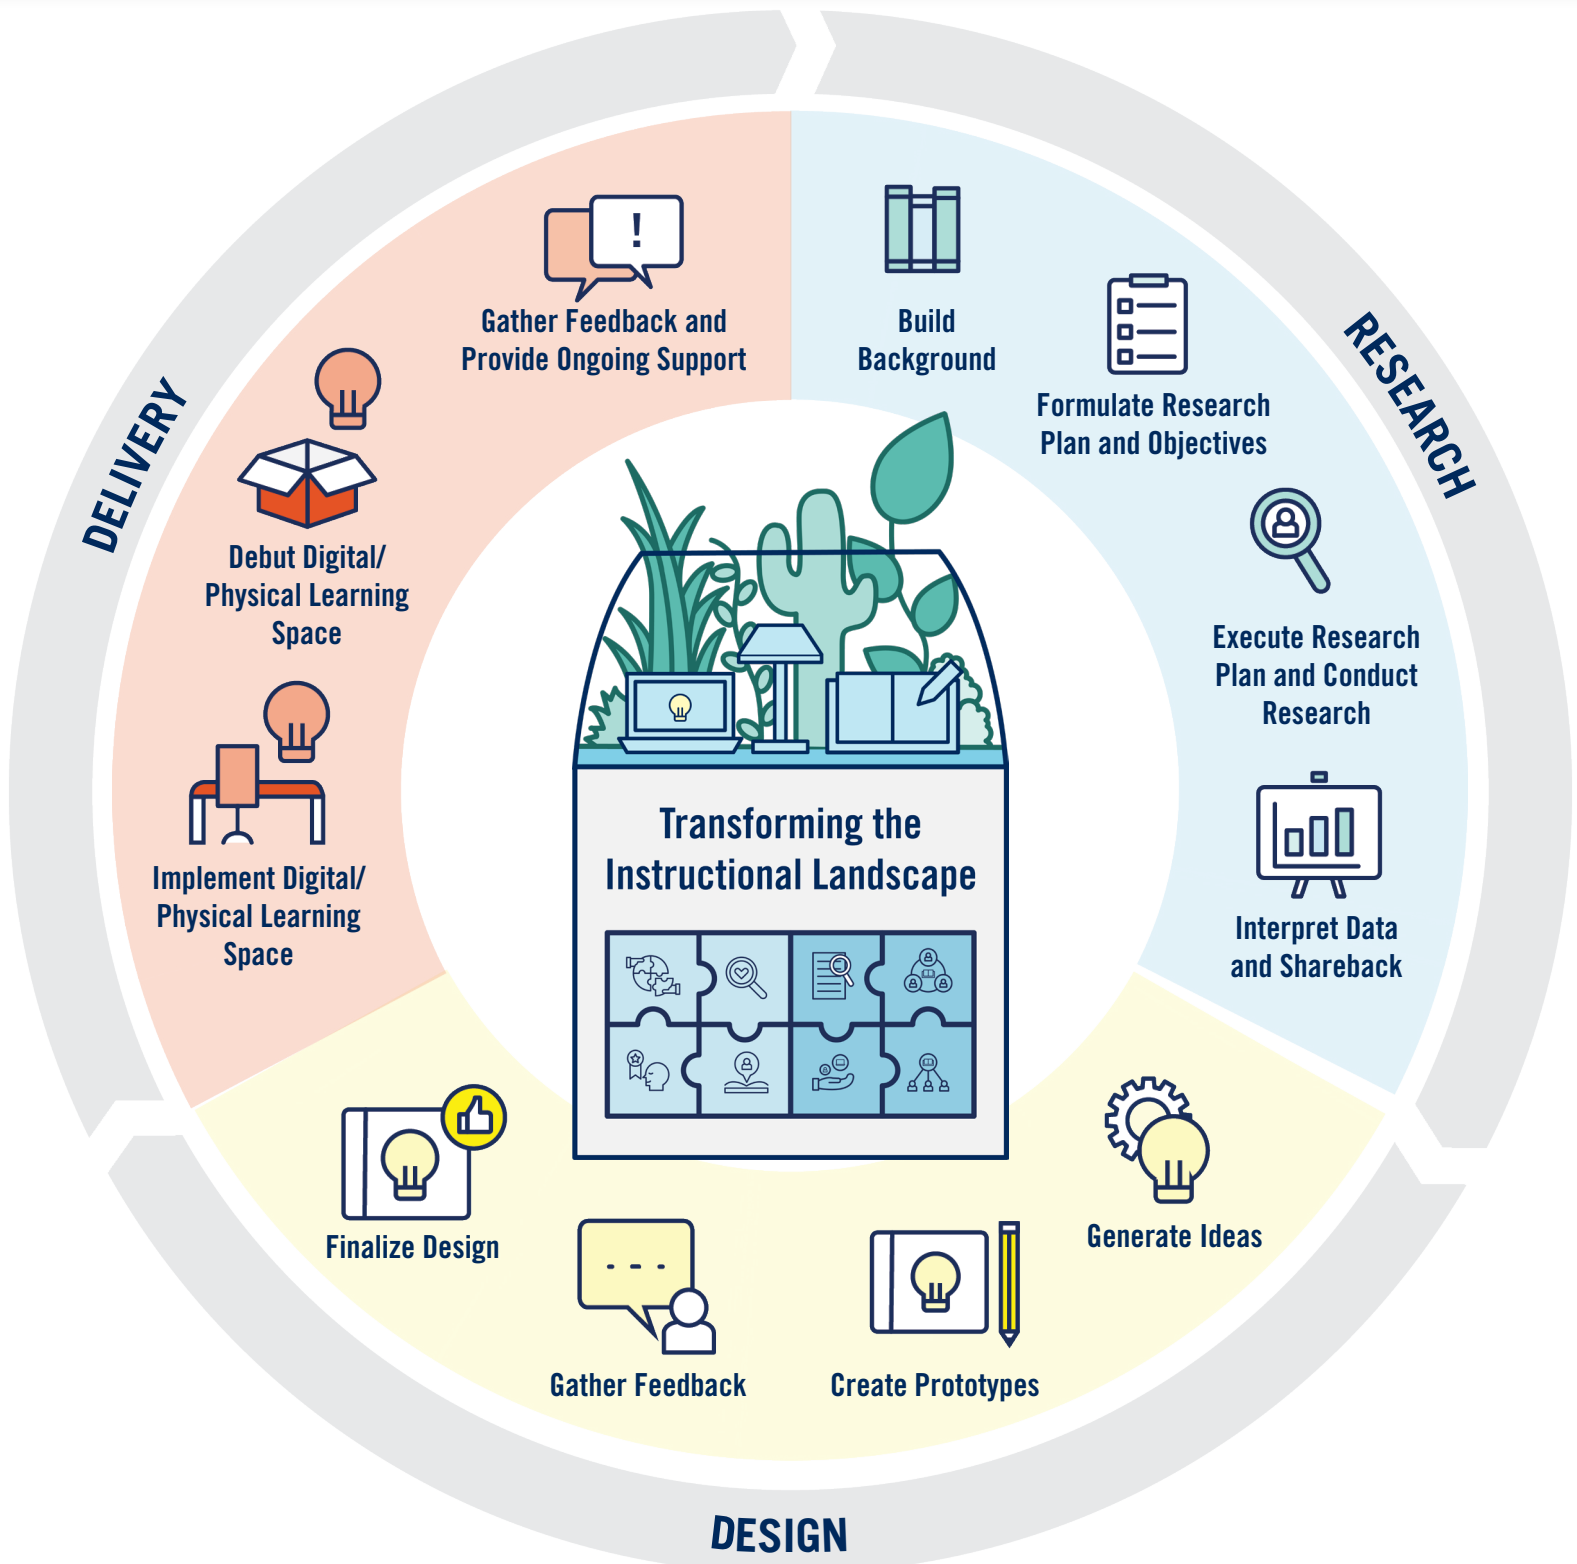 RESEARCH
Build
Background
Formulate Research
Plan and Objectives
Execute Research
Plan and Conduct
Research
Interpret Data
and Shareback
DESIGN
Generate Ideas
Create Prototypes
Gather Feedback
Finalize Design
DELIVERY
Implement Digital/
Physical Learning
Space
Debut Digital/
Physical Learning
Space
!
Gather Feedback and
Provide Ongoing Support
Transforming the
Instructional Landscape